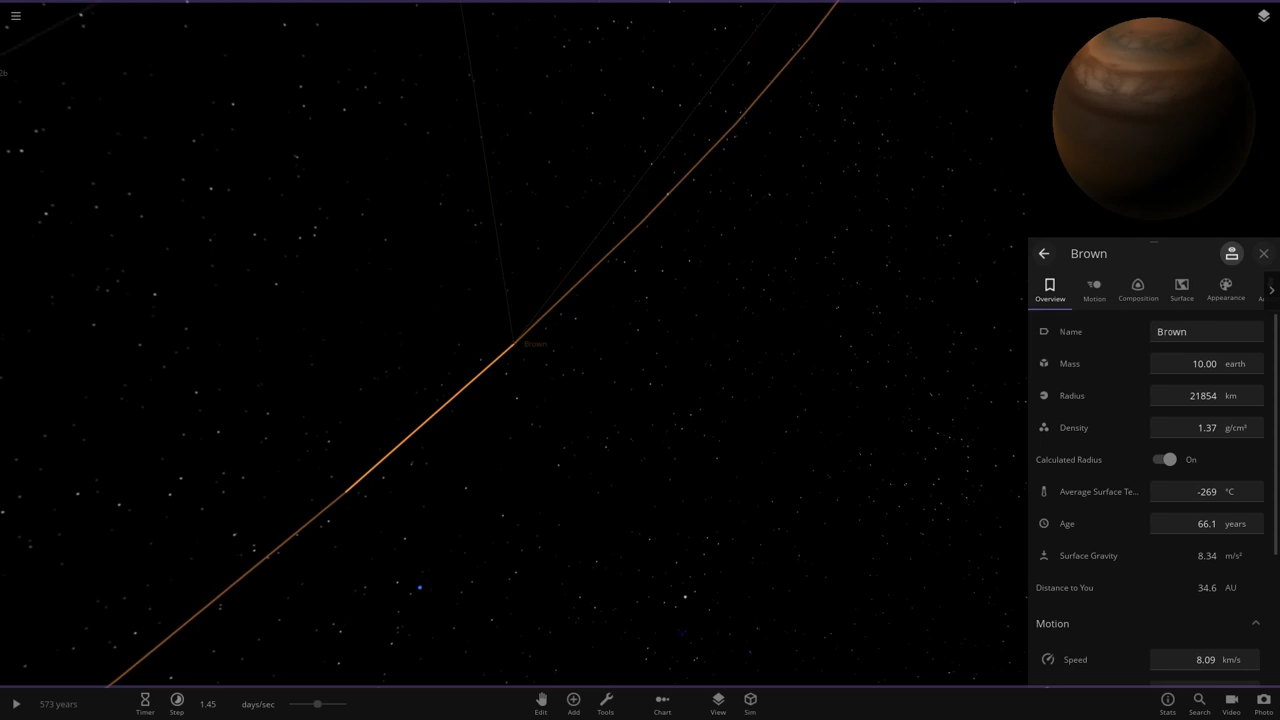 2b
Brown
Brown
Overview
Motion
Composition
Surface
Appearance
Name
Brown
Mass
10.00 earth
Radius
21854 km
Density
1.37 g/cm³
Calculated Radius
On
Average Surface Te...
-269 °C
Age
66.1 years
Surface Gravity
8.34 m/s²
Distance to You
34.6 AU
Motion
Speed
8.09 km/s
573 years
Timer
Step
1.45 days/sec
Edit
Add
Tools
Chart
View
Sim
Stats
Search
Video
Photo